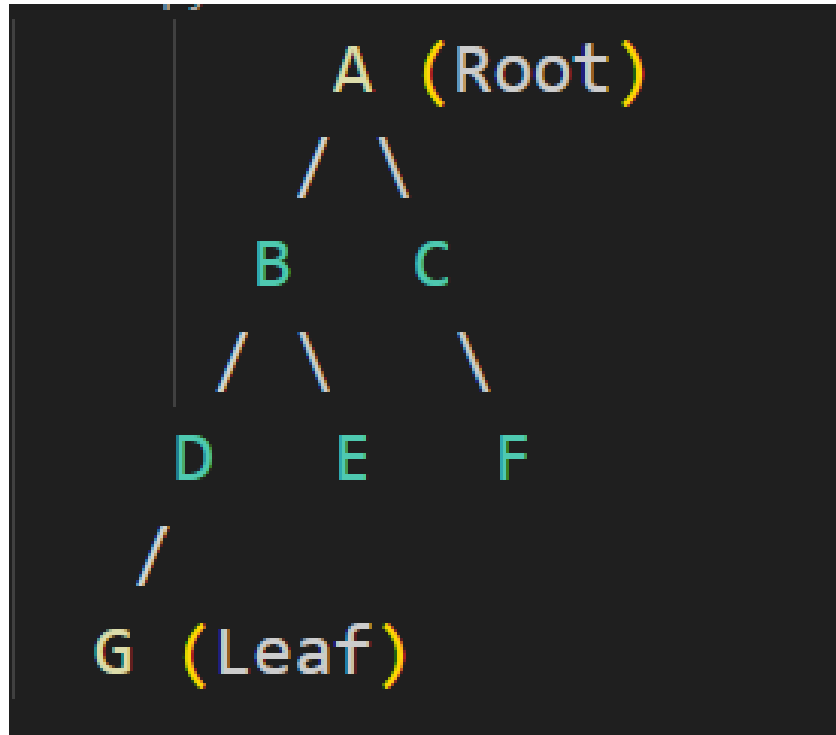 A (Root)
/ \
B C
/ \ \
D E F
/
G (Leaf)